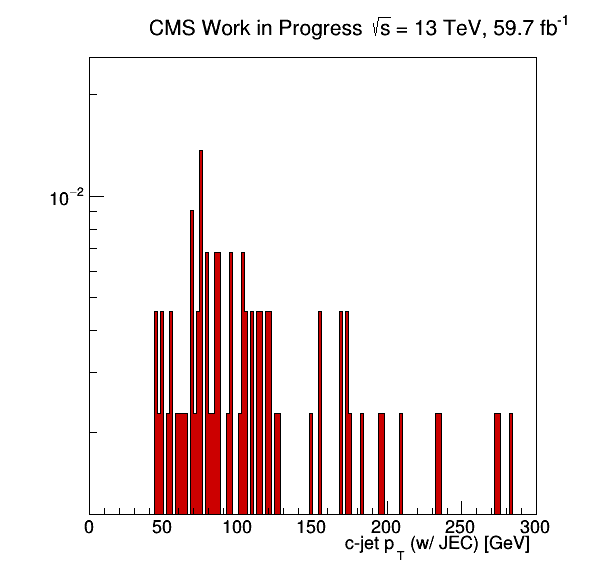 CMS Work in Progress √s = 13 TeV, 59.7 fb⁻¹
10⁻²
0 50 100 150 200 250 300
c-jet p_T (w/ JEC) [GeV]